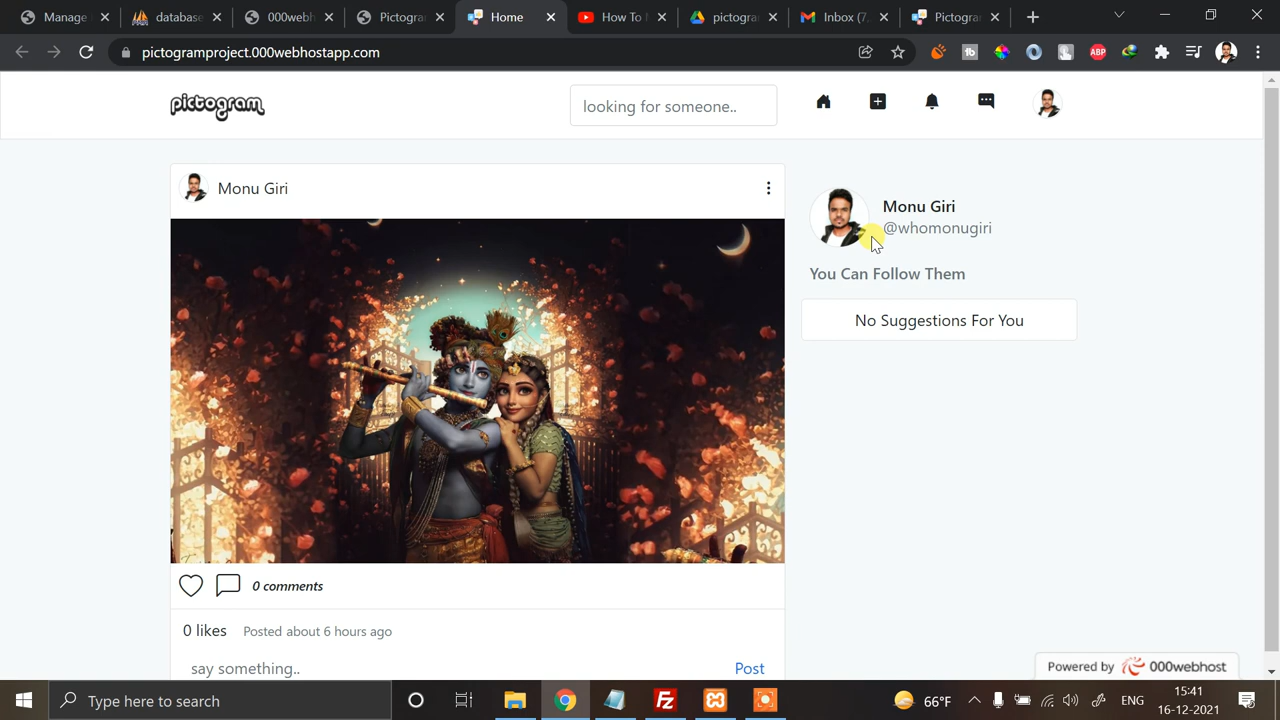 Manage
database
000webh
Pictogra
Home
How To
pictogra
Inbox (7
Pictogra
pictogramproject.000webhostapp.com
tb
ABP
pictogram
looking for someone..
Monu Giri
Monu Giri
@whomonugiri
You Can Follow Them
No Suggestions For You
0 comments
0 likes Posted about 6 hours ago
say something..
Post
Powered by 000webhost
Type here to search
66°F
ENG
15:41
16-12-2021